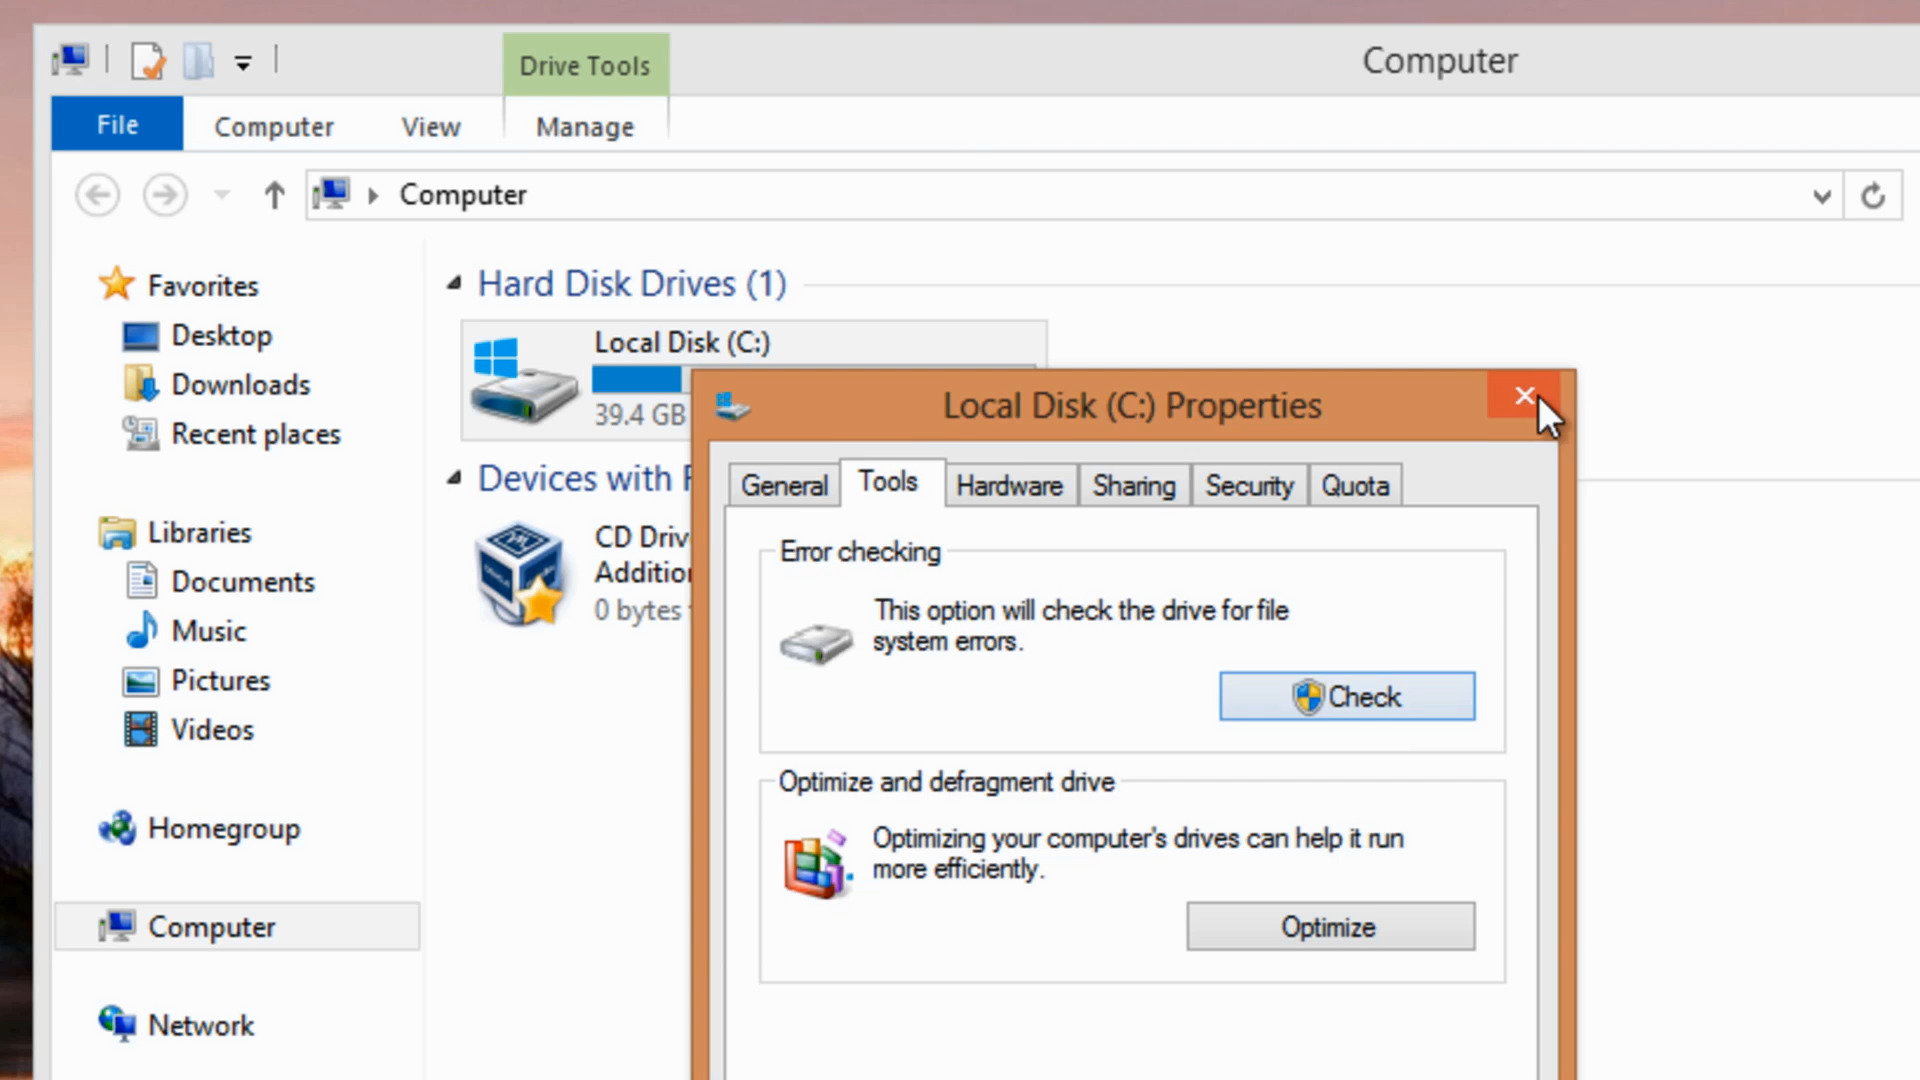 Drive Tools
Computer
File
Computer
View
Manage
Computer
Favorites
Desktop
Downloads
Recent places
Libraries
Documents
Music
Pictures
Videos
Homegroup
Computer
Network
Hard Disk Drives (1)
Local Disk (C:)
39.4 GB
Devices with
CD Driv
Addition
0 bytes
Local Disk (C:) Properties
General
Tools
Hardware
Sharing
Security
Quota
Error checking
This option will check the drive for file
system errors.
Check
Optimize and defragment drive
Optimizing your computer's drives can help it run
more efficiently.
Optimize